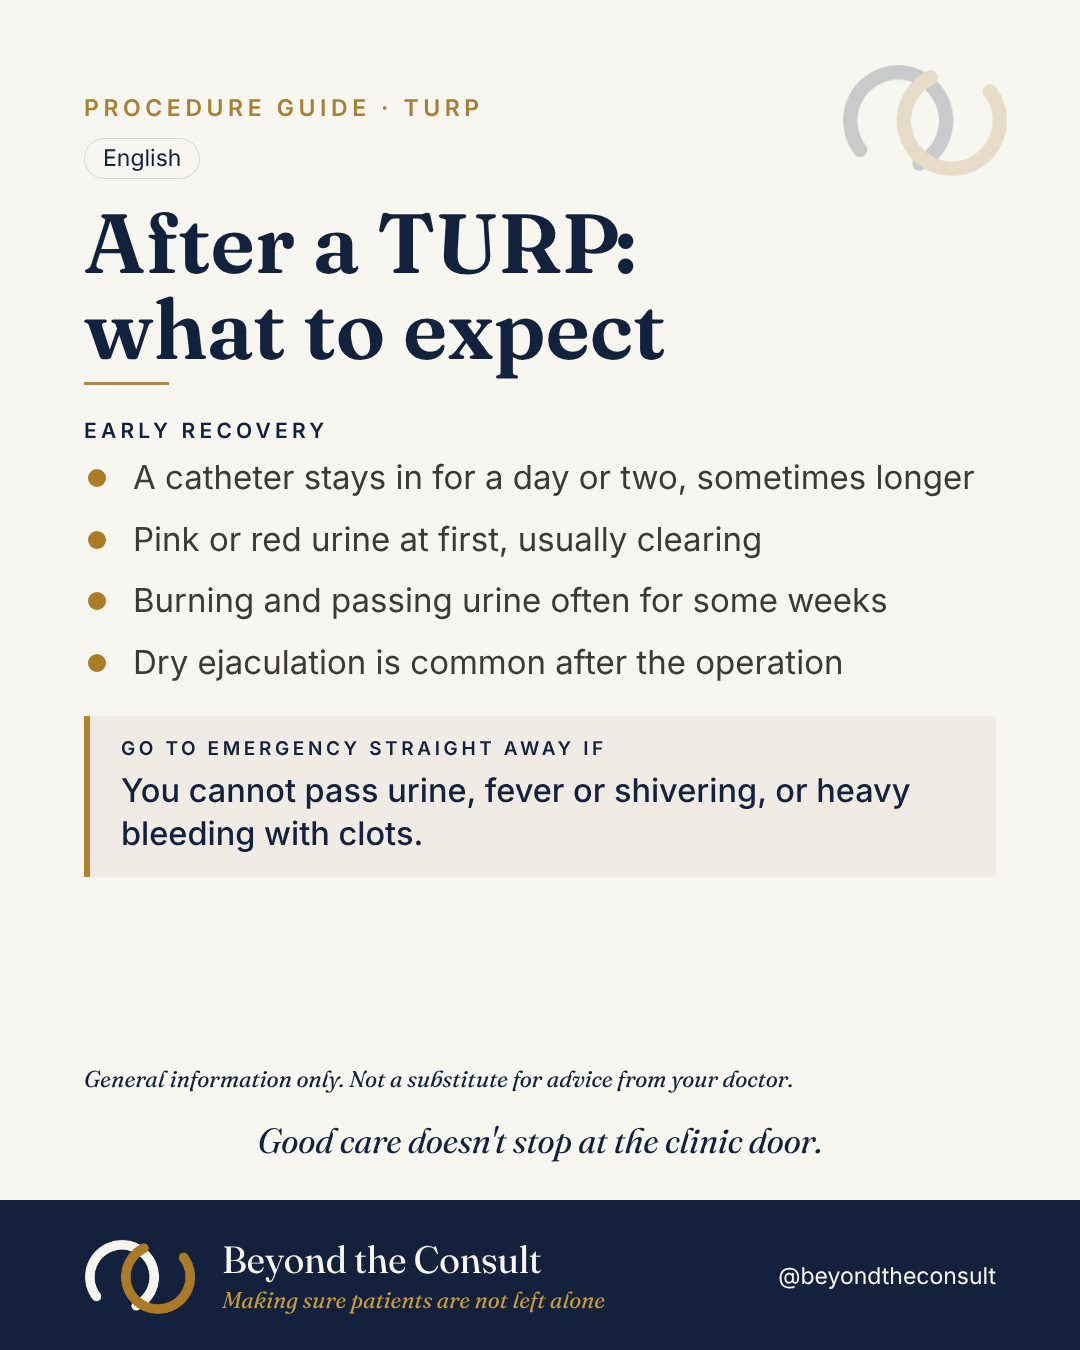 PROCEDURE GUIDE · TURP
English
After a TURP:
what to expect
EARLY RECOVERY
A catheter stays in for a day or two, sometimes longer
Pink or red urine at first, usually clearing
Burning and passing urine often for some weeks
Dry ejaculation is common after the operation
GO TO EMERGENCY STRAIGHT AWAY IF
You cannot pass urine, fever or shivering, or heavy
bleeding with clots.
General information only. Not a substitute for advice from your doctor.
Good care doesn't stop at the clinic door.
Beyond the Consult
Making sure patients are not left alone
@beyondtheconsult